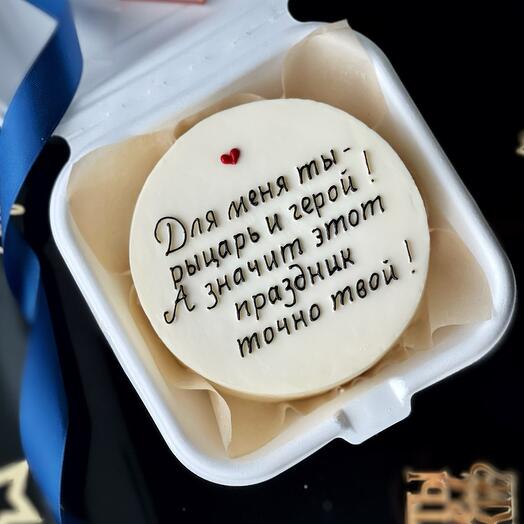 Для меня ты -
рыцарь и герой !
А значит этот
праздник
точно твой !